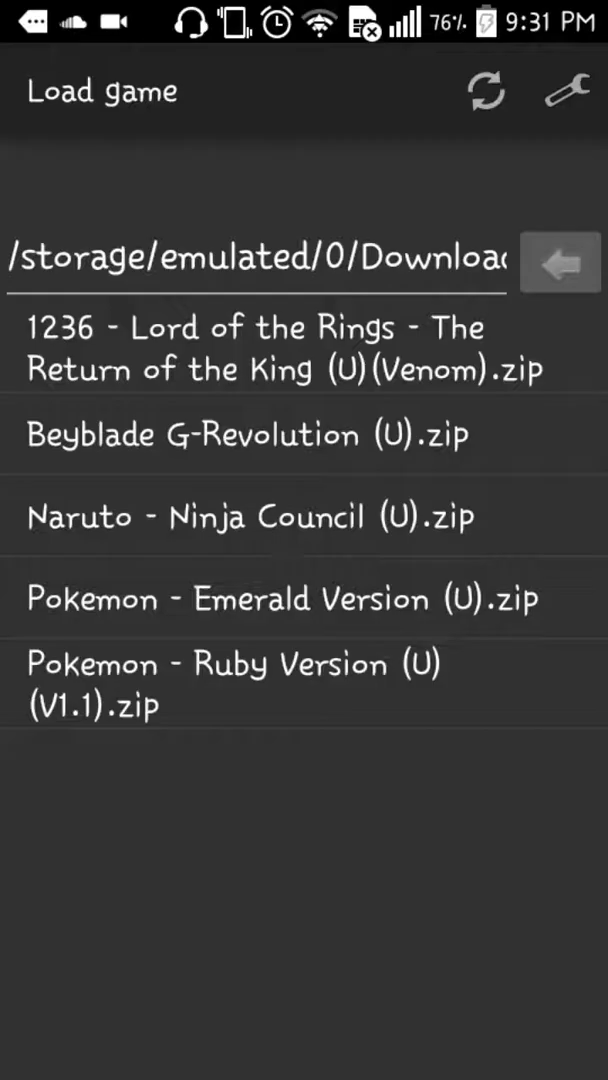 76% 9:31 PM
Load game
/storage/emulated/0/Downloa
1236 - Lord of the Rings - The
Return of the King (U)(Venom).zip
Beyblade G-Revolution (U).zip
Naruto - Ninja Council (U).zip
Pokemon - Emerald Version (U).zip
Pokemon - Ruby Version (U)
(V1.1).zip